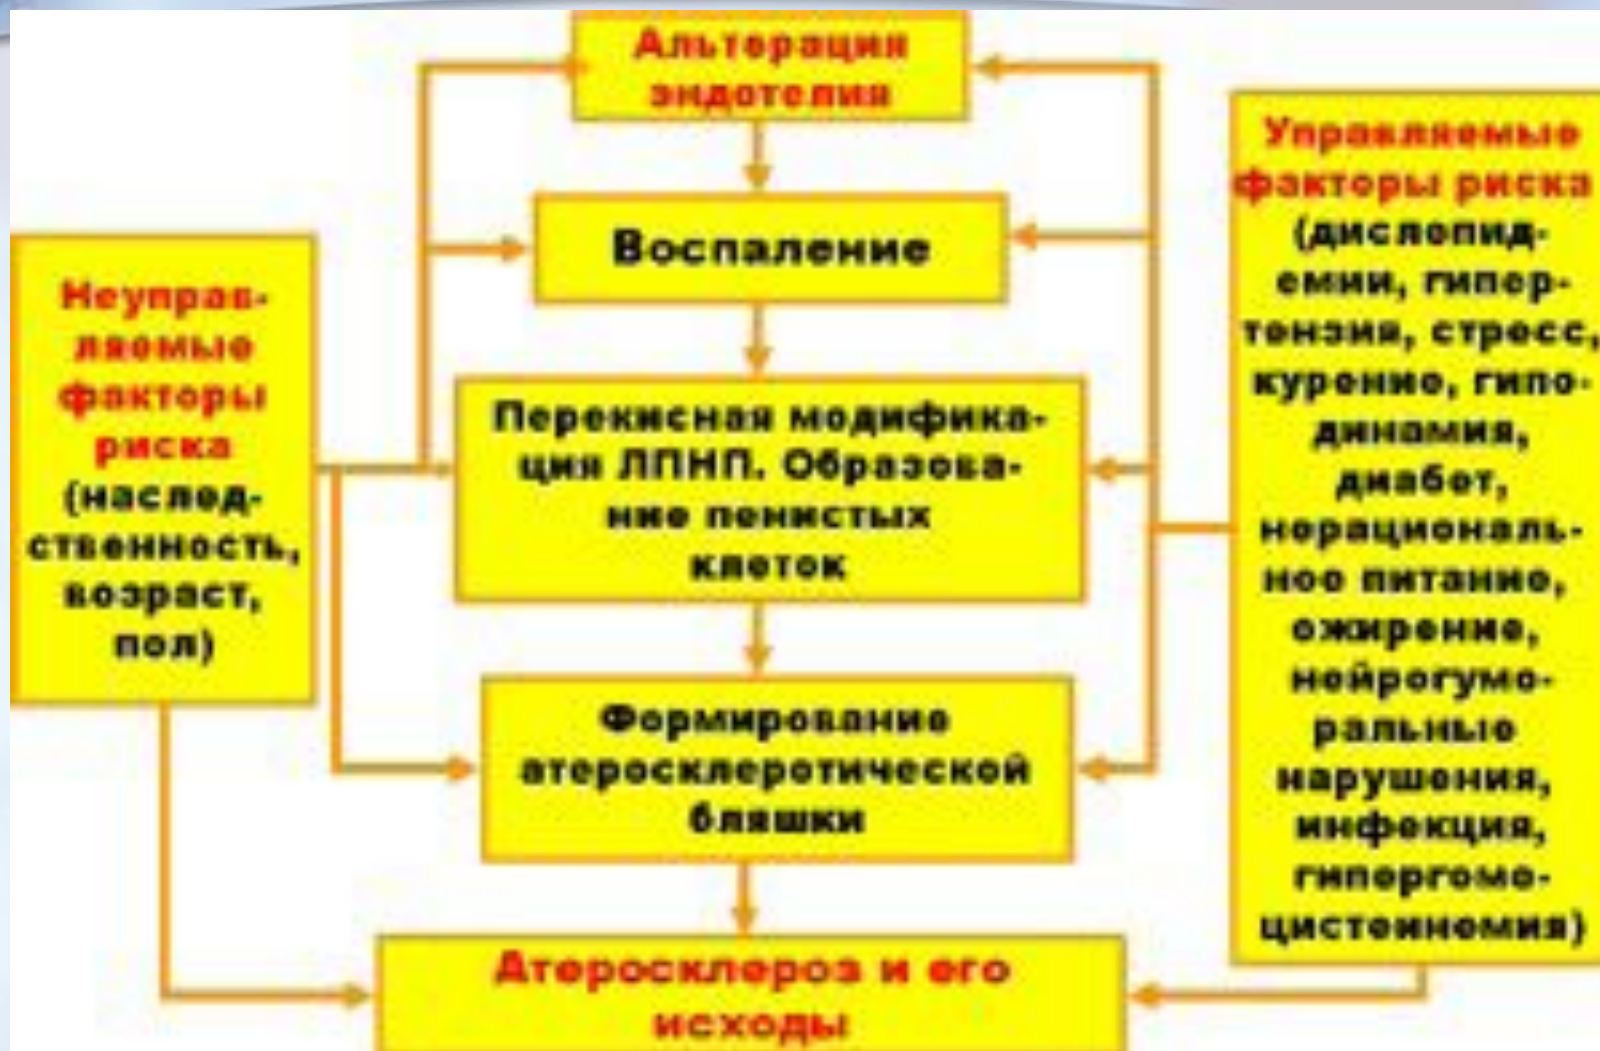 Альтерация
эндотелия
Воспаление
Перекисная модифика-
ция ЛПНП. Образова-
ние пенистых
клеток
Формирование
атеросклеротической
бляшки
Атеросклероз и его
исходы
Неуправ-
ляемые
факторы
риска
(наслед-
ственность,
возраст,
пол)
Управляемые
факторы риска
(дислепид-
емии, гипер-
тензия, стресс,
курение, гипо-
динамия,
диабет,
нерациональ-
ное питание,
ожирение,
нейрогумо-
ральные
нарушения,
инфекция,
гипергомо-
цистеинемия)